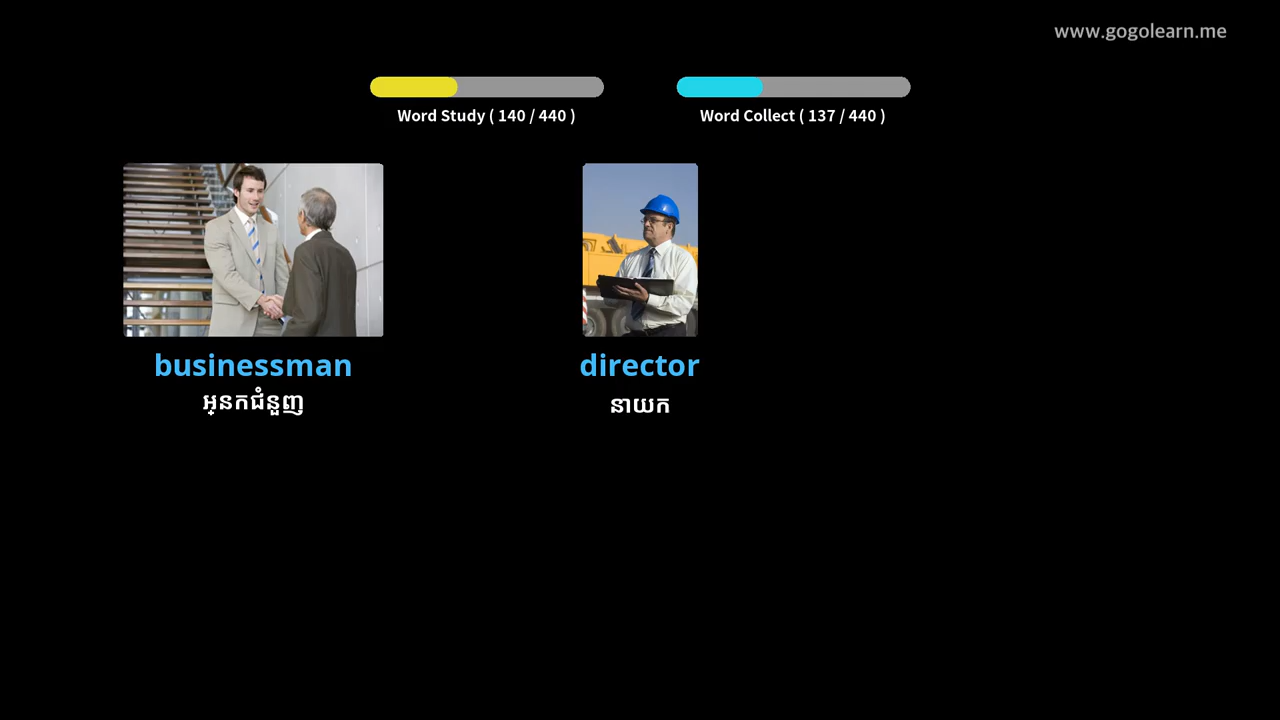 www.gogolearn.me
Word Study ( 140 / 440 )
Word Collect ( 137 / 440 )
businessman
អ្នកជំនួញ
director
នាយក